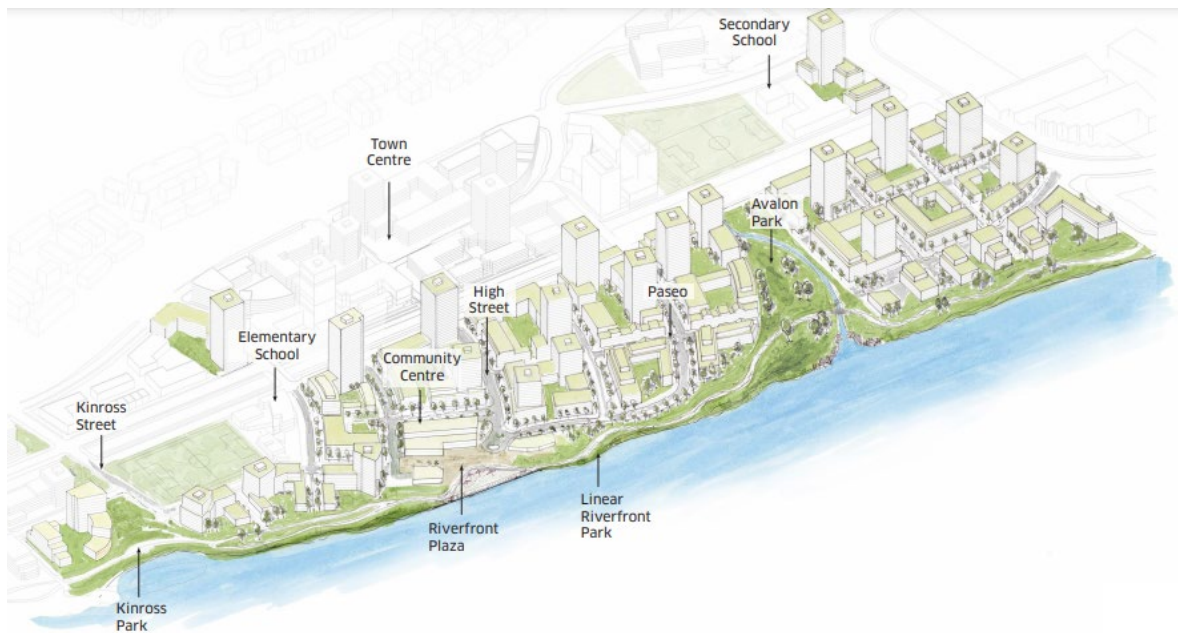 Secondary
School
Town
Centre
Avalon
Park
High
Street
Paseo
Elementary
School
Community
Centre
Kinross
Street
Linear
Riverfront
Park
Riverfront
Plaza
Kinross
Park